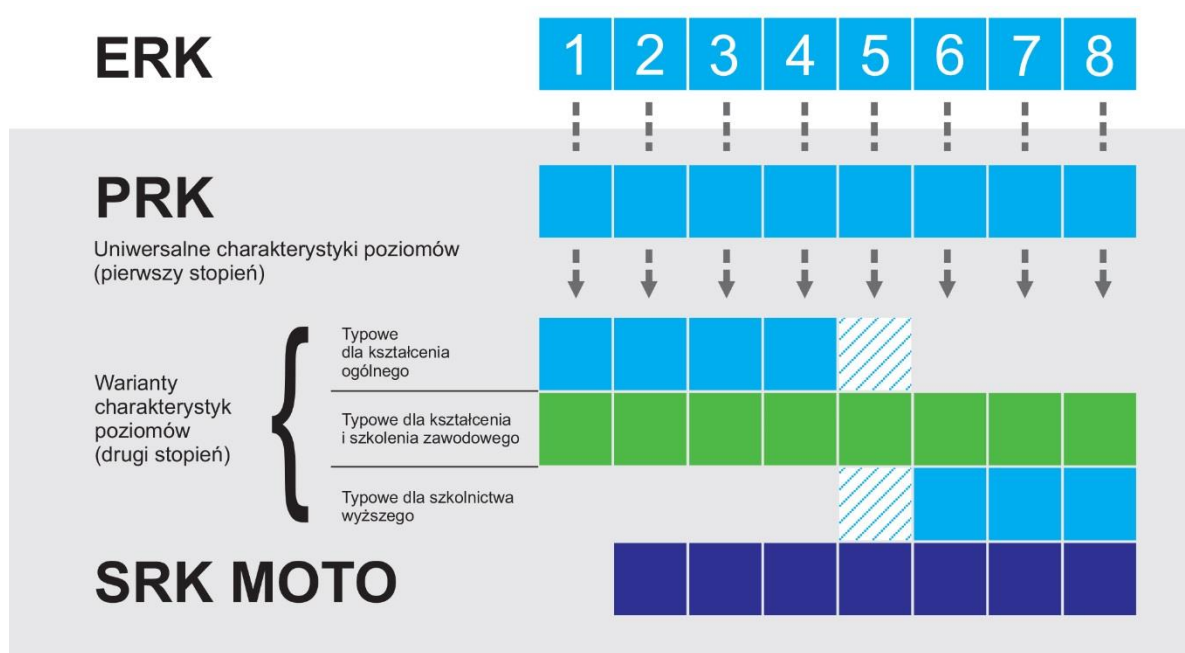 ERK
1 2 3 4 5 6 7 8
PRK
Uniwersalne charakterystyki poziomów
(pierwszy stopień)
Warianty
charakterystyk
poziomów
(drugi stopień)
Typowe
dla kształcenia
ogólnego
Typowe dla kształcenia
i szkolenia zawodowego
Typowe dla szkolnictwa
wyższego
SRK MOTO